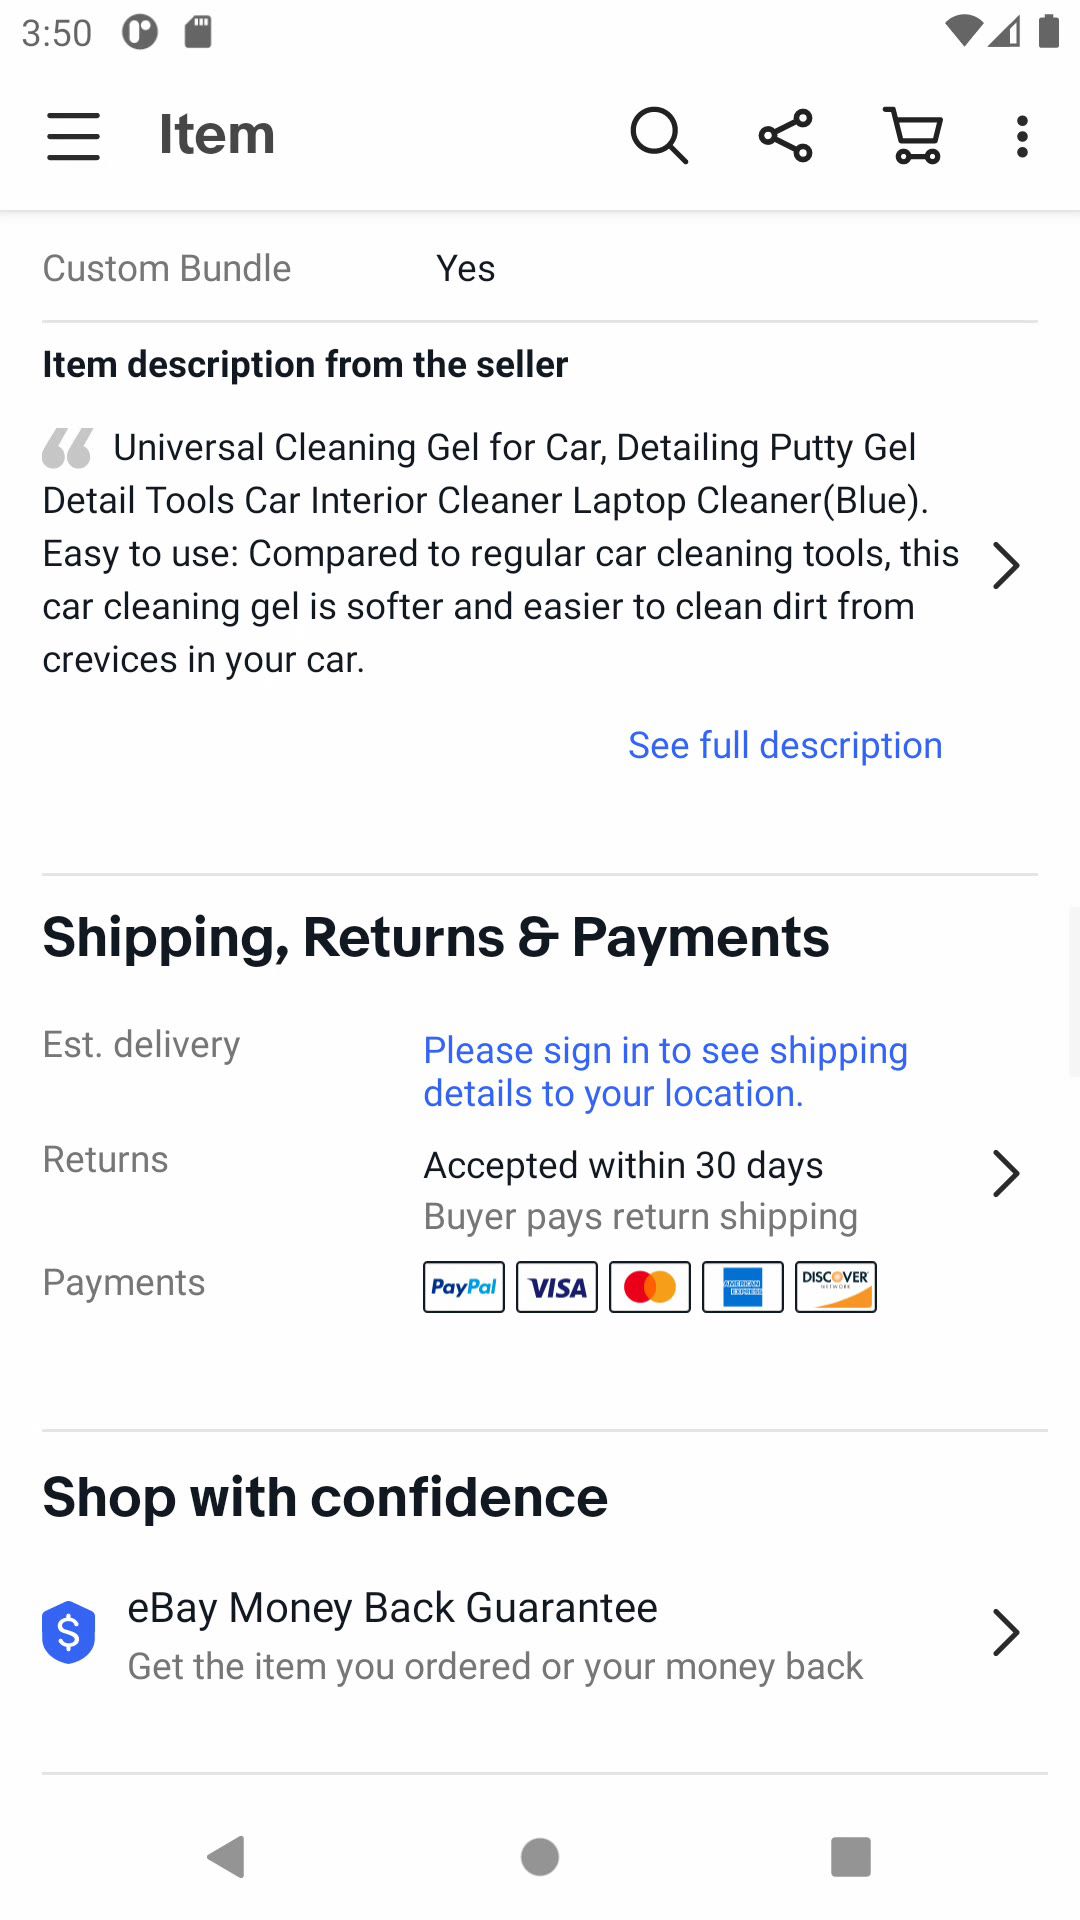 3:50
Item
Custom Bundle Yes
Item description from the seller
Universal Cleaning Gel for Car, Detailing Putty Gel
Detail Tools Car Interior Cleaner Laptop Cleaner(Blue).
Easy to use: Compared to regular car cleaning tools, this
car cleaning gel is softer and easier to clean dirt from
crevices in your car.
See full description
Shipping, Returns & Payments
Est. delivery Please sign in to see shipping
details to your location.
Returns Accepted within 30 days
Buyer pays return shipping
Payments PayPal VISA AMERICAN EXPRESS DISCOVER NETWORK
Shop with confidence
eBay Money Back Guarantee
Get the item you ordered or your money back